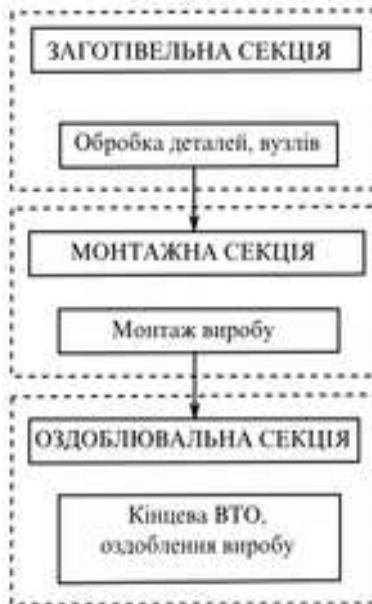 ЗАГОТІВЕЛЬНА СЕКЦІЯ
Обробка деталей, вузлів
МОНТАЖНА СЕКЦІЯ
Монтаж виробу
ОЗДОБЛЮВАЛЬНА СЕКЦІЯ
Кінцева ВТО,
оздоблення виробу